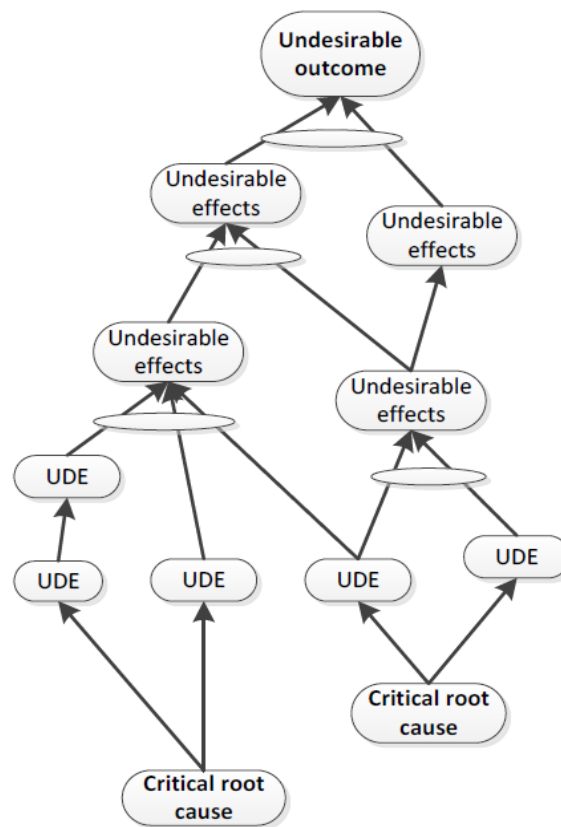 Undesirable
outcome
Undesirable
effects
Undesirable
effects
Undesirable
effects
Undesirable
effects
UDE
UDE
UDE
UDE
UDE
Critical root
cause
Critical root
cause